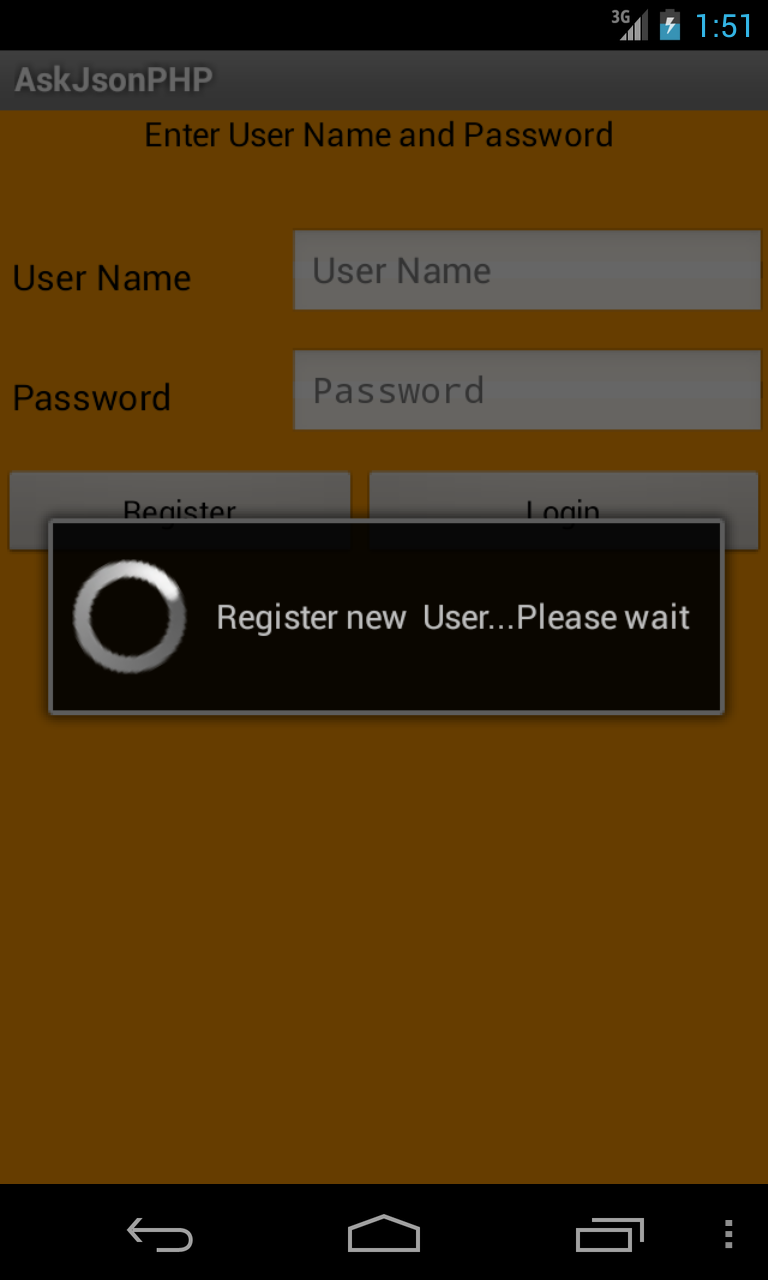 3G 1:51
AskJsonPHP
Enter User Name and Password
User Name User Name
Password Password
Register Login
Register new  User...Please wait